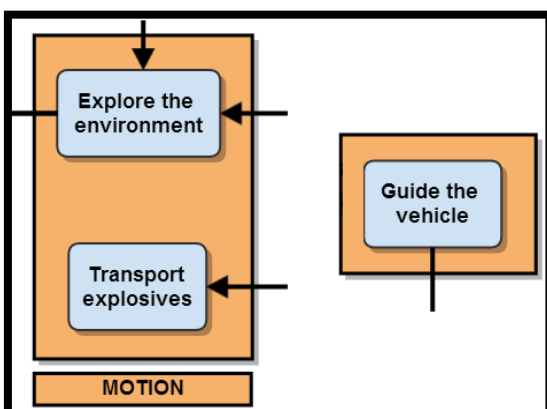 Explore the
environment
Guide the
vehicle
Transport
explosives
MOTION